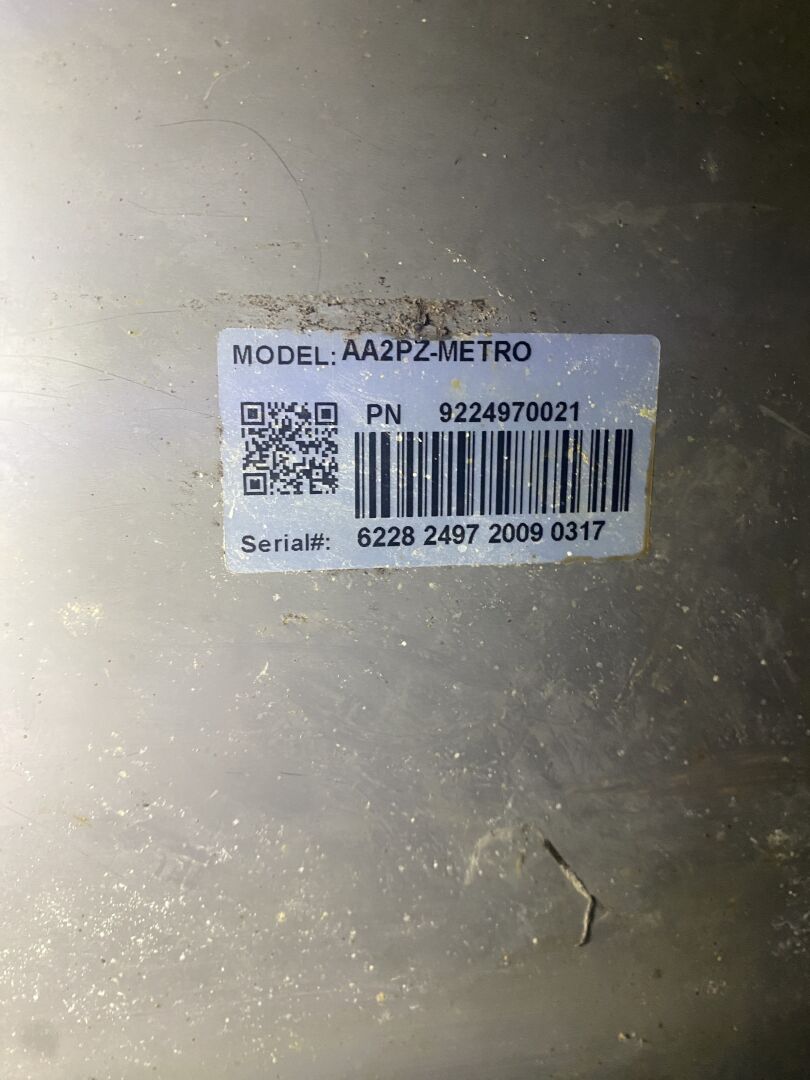 MODEL: AA2PZ-METRO
PN 9224970021
Serial#: 6228 2497 2009 0317